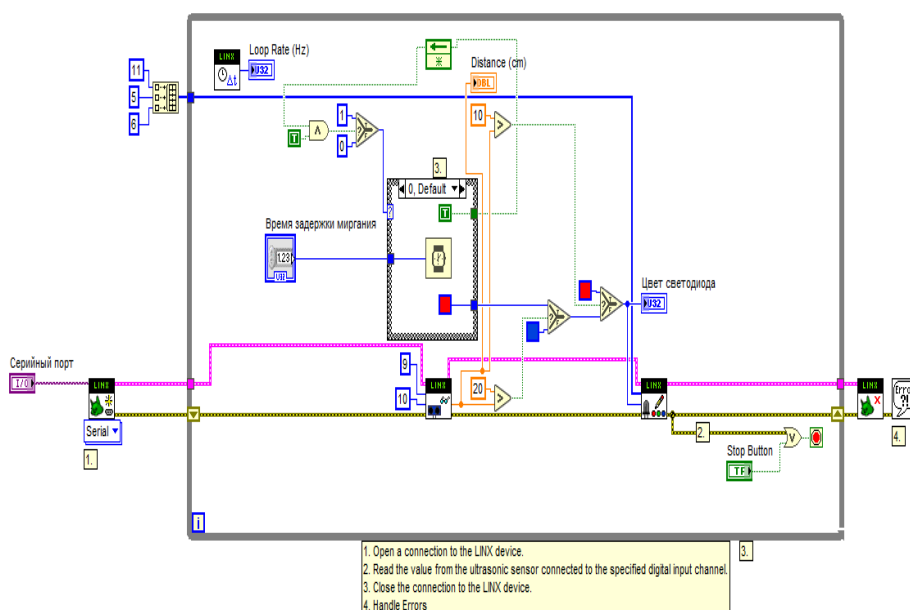 LINX
Loop Rate (Hz)
U32
Δt
Distance (cm)
DBL
11
5
6
1
0
T
10
3.
0, Default
T
Время задержки миргания
1.23
Цвет светодиода
U32
Серийный порт
I/O
LINX
Serial
1.
9
10
LINX
20
LINX
2.
Stop Button
TF
LINX
Error
?!
4.
i
1. Open a connection to the LINX device.
2. Read the value from the ultrasonic sensor connected to the specified digital input channel.
3. Close the connection to the LINX device.
4. Handle Errors
3.